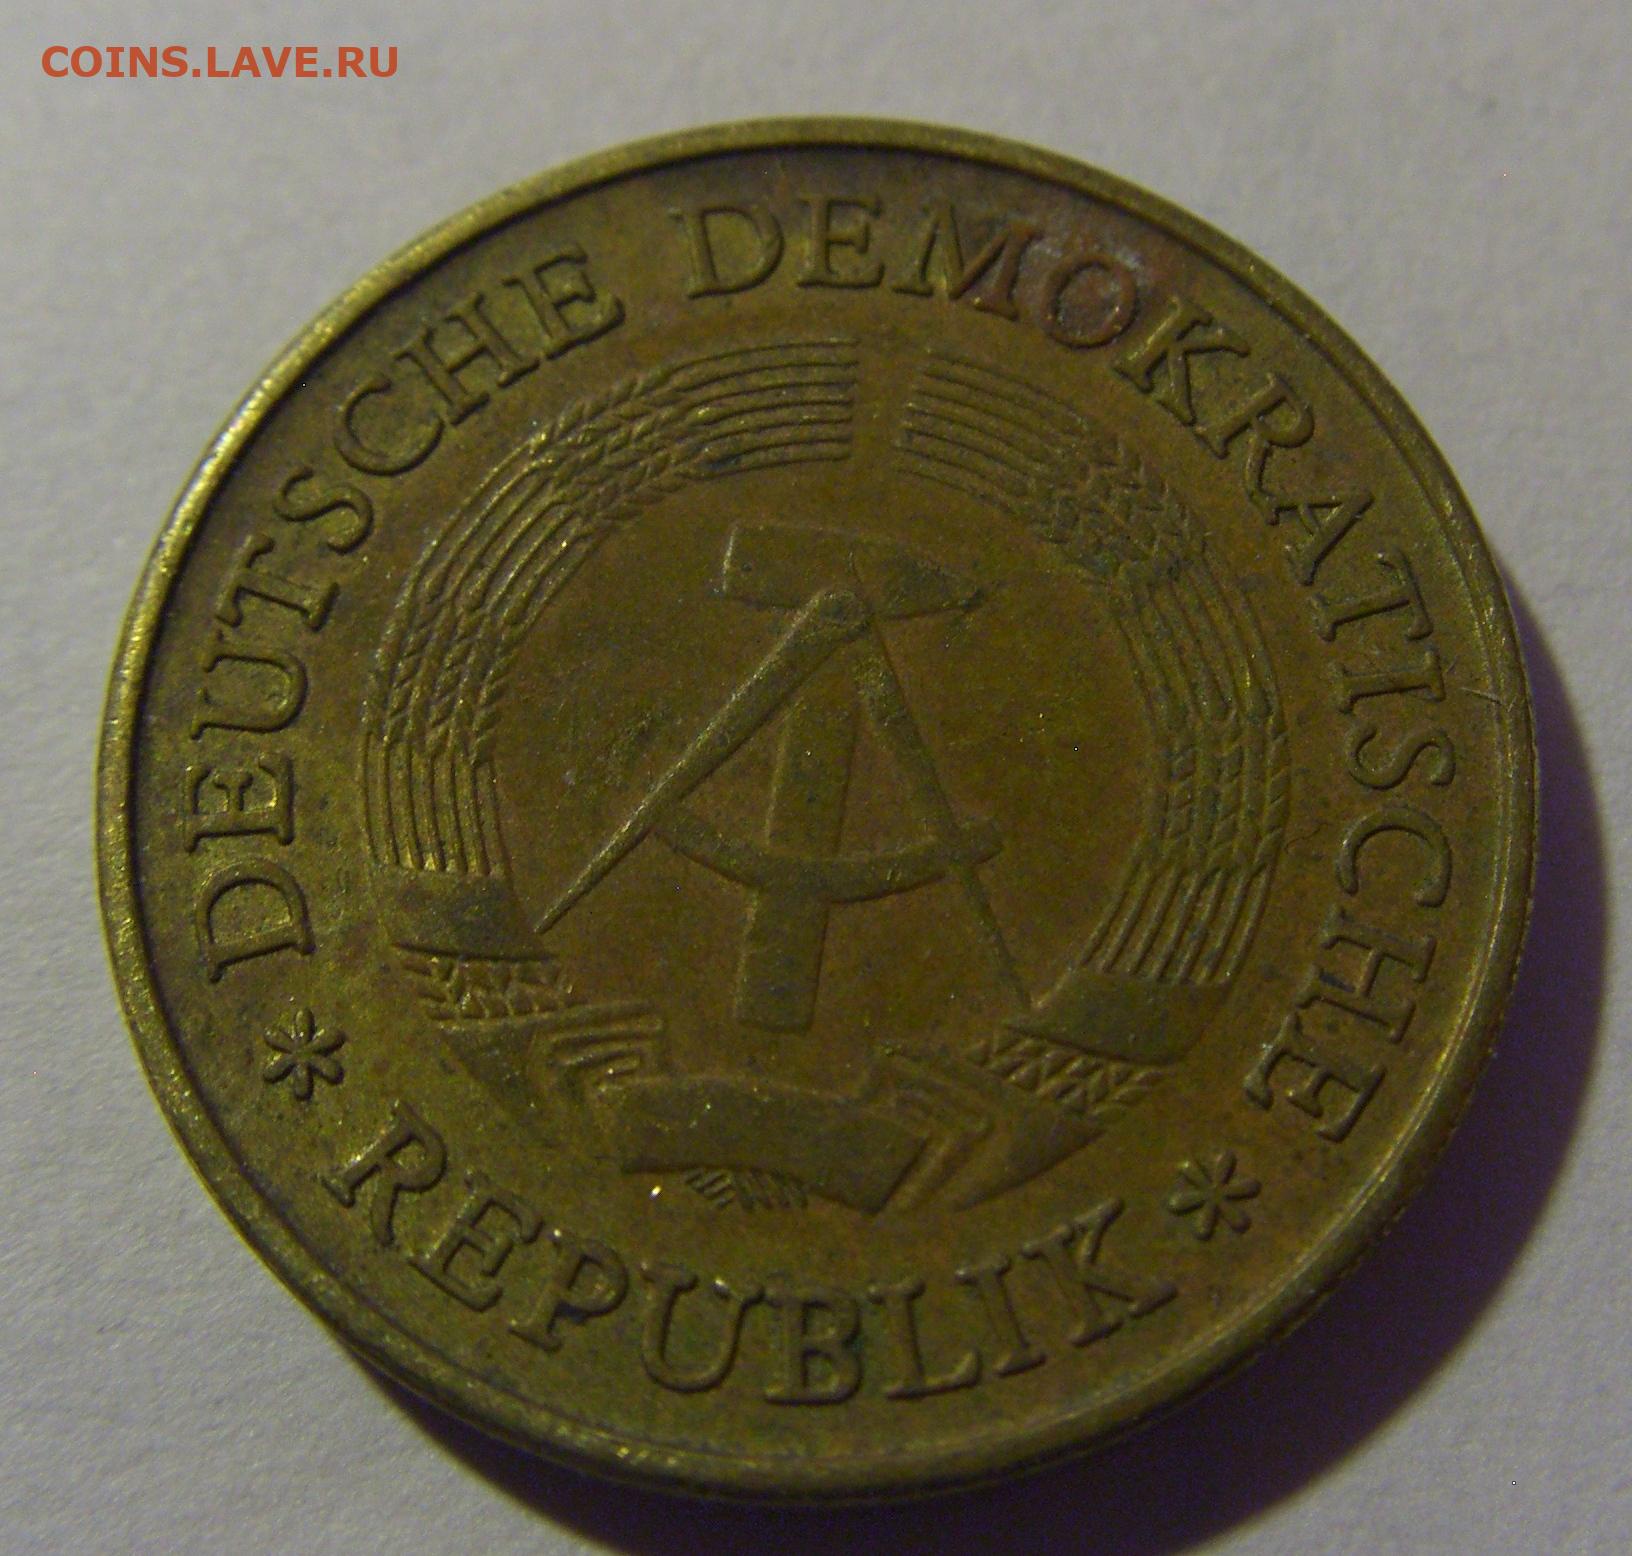 COINS.LAVE.RU
* DEUTSCHE DEMOKRATISCHE *
REPUBLIK